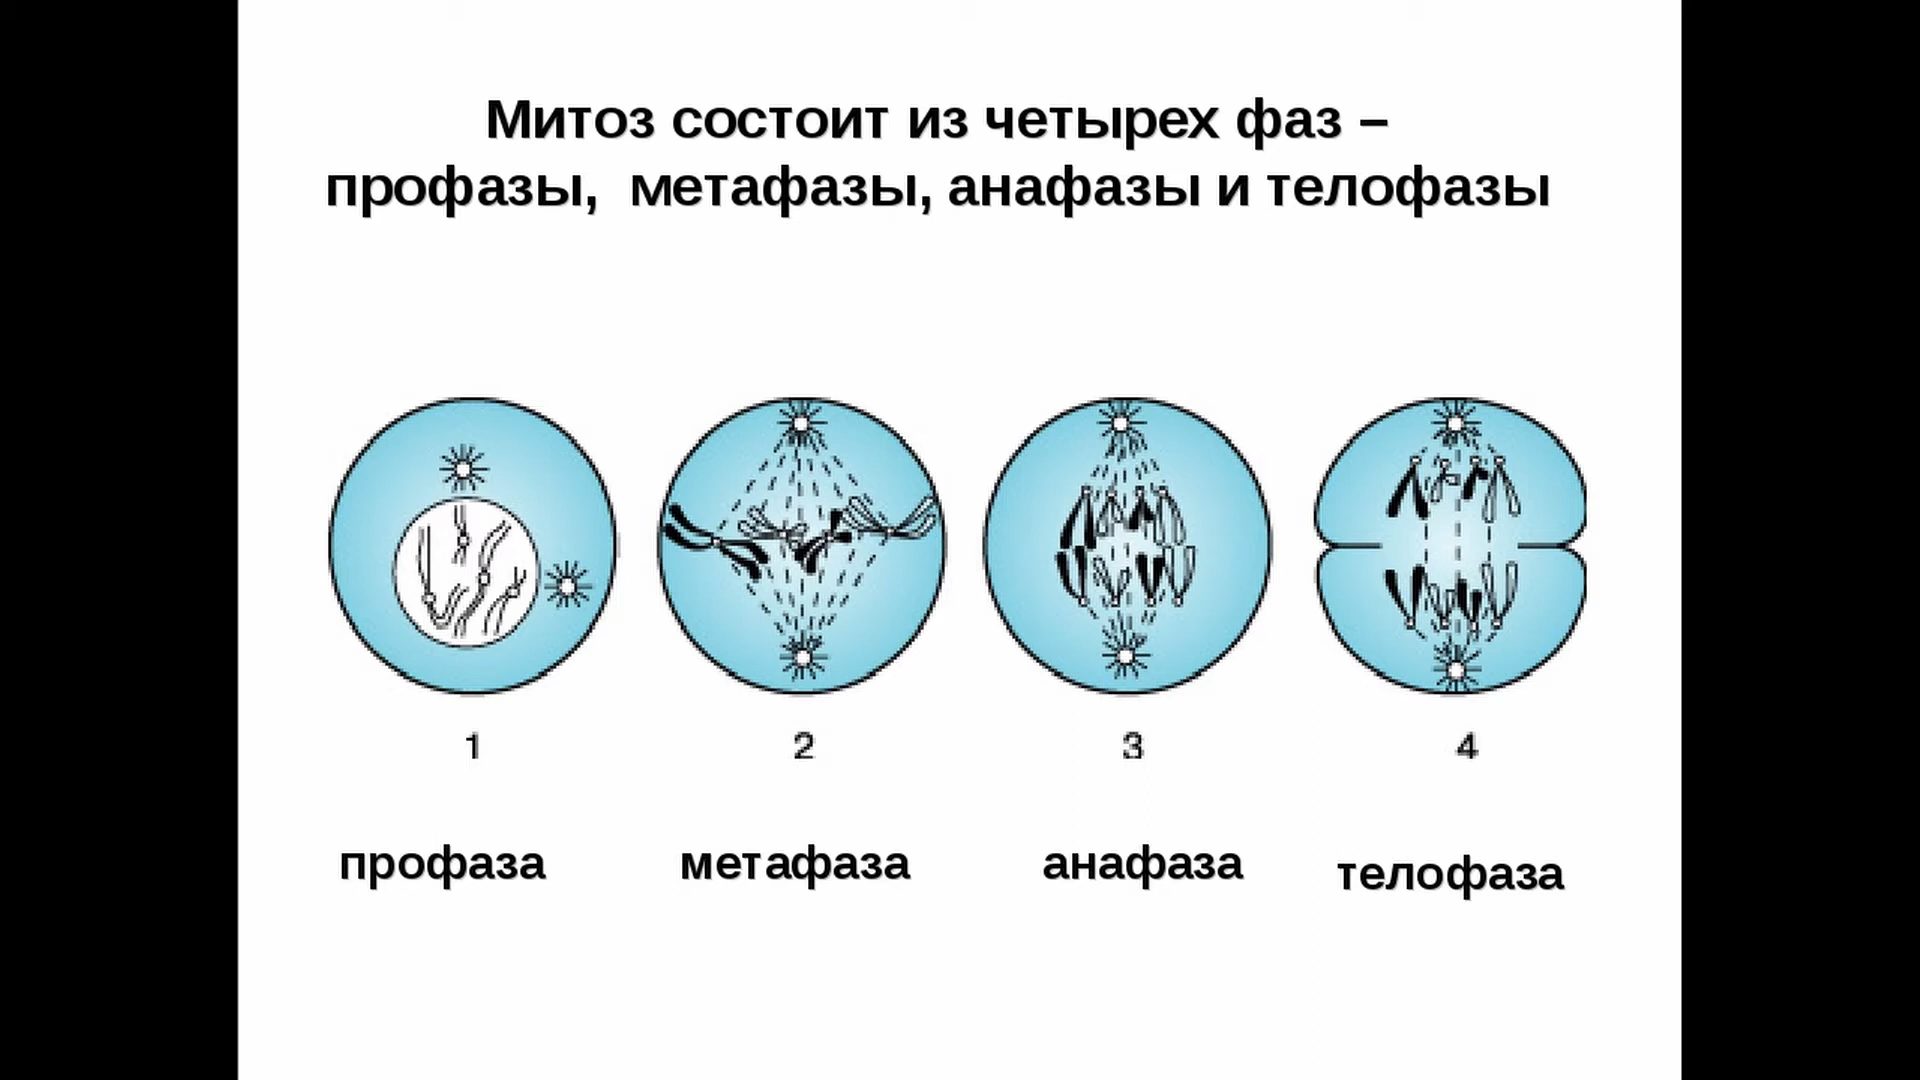 Митоз состоит из четырех фаз –
профазы, метафазы, анафазы и телофазы
1 2 3 4
профаза метафаза анафаза телофаза